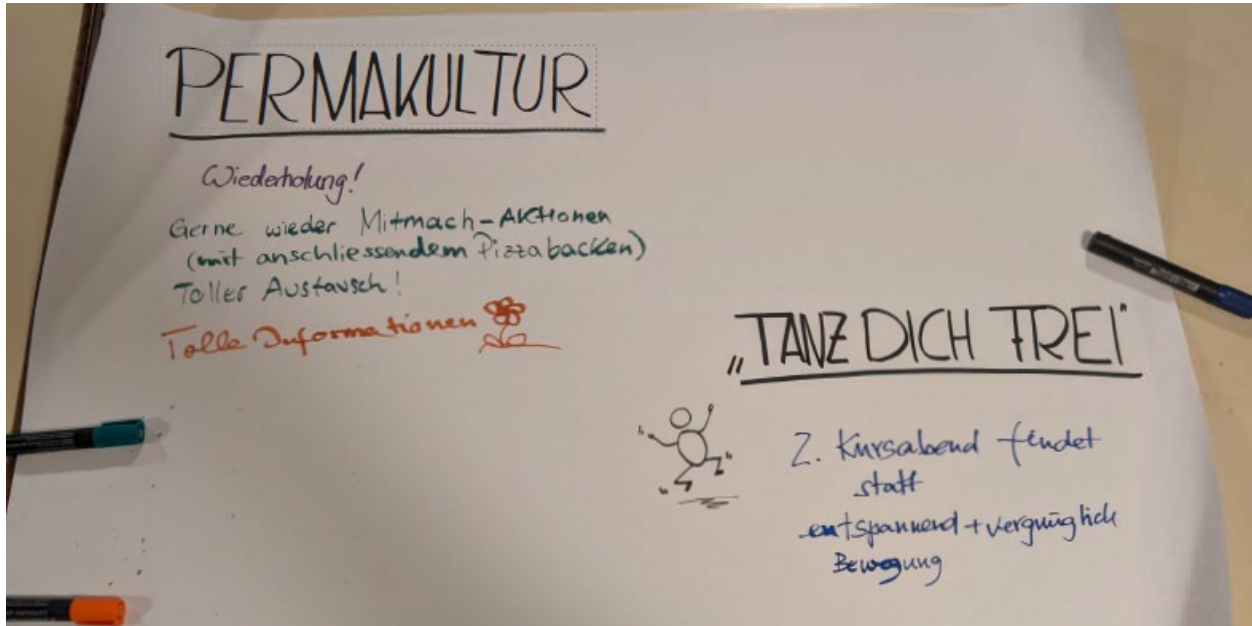 PERMAKULTUR
Wiederholung!
Gerne wieder Mitmach-Aktionen
(mit anschliessendem Pizzabacken)
Toller Austausch!
Tolle Informationen
„TANZ DICH FREI"
2. Kursabend findet
statt
entspannend + vergnüglich
Bewegung